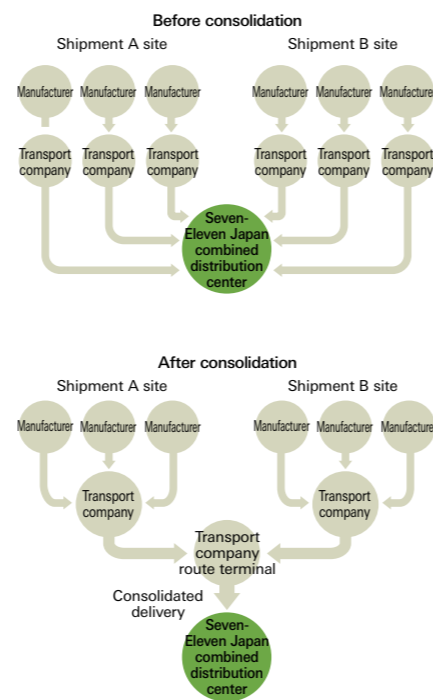 Before consolidation
Shipment A site
Shipment B site
Manufacturer
Manufacturer
Manufacturer
Manufacturer
Manufacturer
Manufacturer
Transport
company
Transport
company
Transport
company
Transport
company
Transport
company
Transport
company
Seven-
Eleven Japan
combined
distribution
center
After consolidation
Shipment A site
Shipment B site
Manufacturer
Manufacturer
Manufacturer
Manufacturer
Manufacturer
Manufacturer
Transport
company
Transport
company
Transport
company
route terminal
Consolidated
delivery
Seven-
Eleven Japan
combined
distribution
center